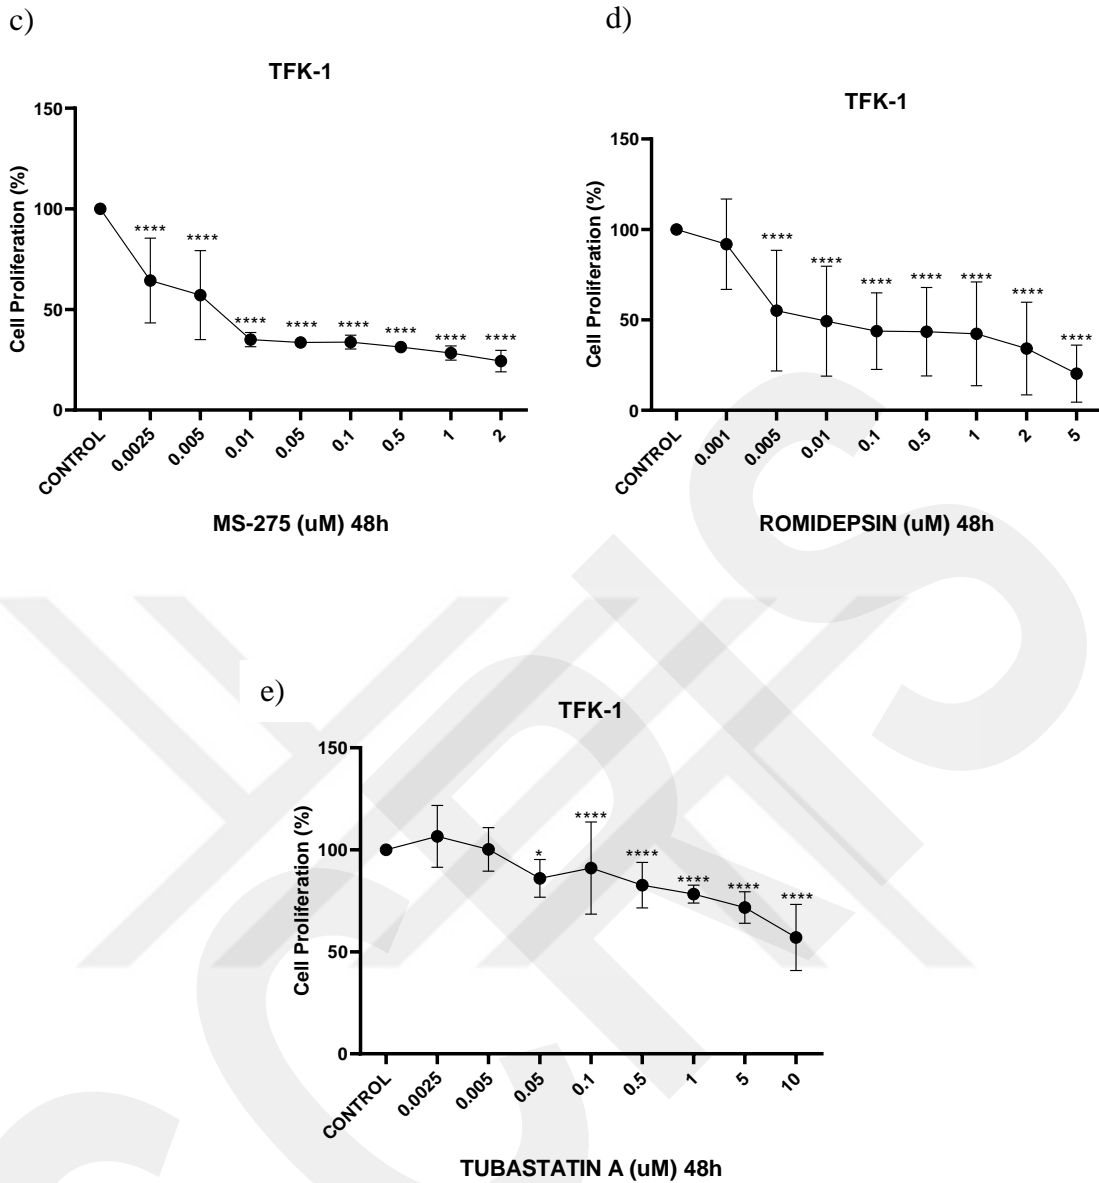 c)
TFK-1
150
100
50
0
Cell Proliferation (%)
**** **** **** **** **** **** **** ****
CONTROL 0.0025 0.005 0.01 0.05 0.1 0.5 1 2
MS-275 (uM) 48h
d)
TFK-1
150
100
50
0
Cell Proliferation (%)
**** **** **** **** **** **** ****
CONTROL 0.001 0.005 0.01 0.1 0.5 1 2 5
ROMIDEPSIN (uM) 48h
e)
TFK-1
150
100
50
0
Cell Proliferation (%)
* **** **** **** **** ****
CONTROL 0.0025 0.005 0.05 0.1 0.5 1 5 10
TUBASTATIN A (uM) 48h